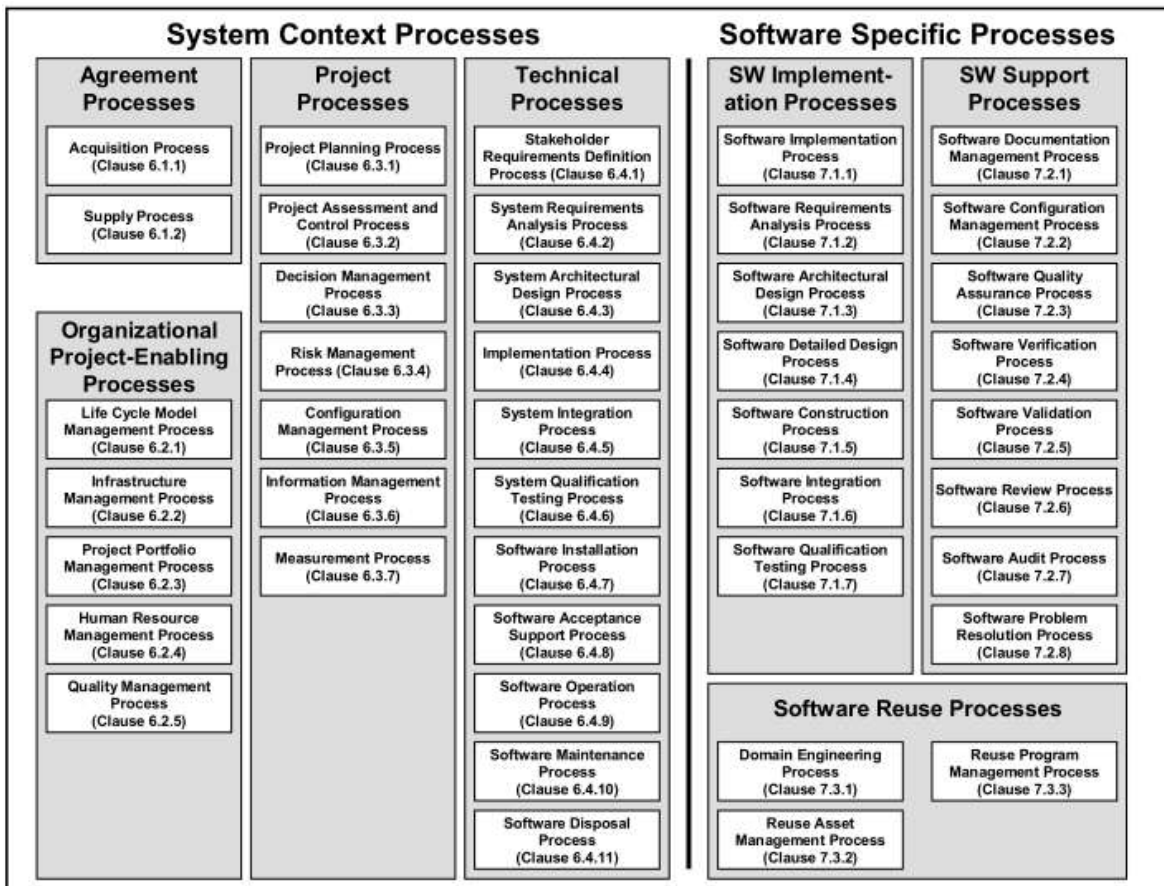 System Context Processes
Agreement
Processes
Acquisition Process
(Clause 6.1.1)
Supply Process
(Clause 6.1.2)
Organizational
Project-Enabling
Processes
Life Cycle Model
Management Process
(Clause 6.2.1)
Infrastructure
Management Process
(Clause 6.2.2)
Project Portfolio
Management Process
(Clause 6.2.3)
Human Resource
Management Process
(Clause 6.2.4)
Quality Management
Process
(Clause 6.2.5)
Project
Processes
Project Planning Process
(Clause 6.3.1)
Project Assessment and
Control Process
(Clause 6.3.2)
Decision Management
Process
(Clause 6.3.3)
Risk Management
Process (Clause 6.3.4)
Configuration
Management Process
(Clause 6.3.5)
Information Management
Process
(Clause 6.3.6)
Measurement Process
(Clause 6.3.7)
Technical
Processes
Stakeholder
Requirements Definition
Process (Clause 6.4.1)
System Requirements
Analysis Process
(Clause 6.4.2)
System Architectural
Design Process
(Clause 6.4.3)
Implementation Process
(Clause 6.4.4)
System Integration
Process
(Clause 6.4.5)
System Qualification
Testing Process
(Clause 6.4.6)
Software Installation
Process
(Clause 6.4.7)
Software Acceptance
Support Process
(Clause 6.4.8)
Software Operation
Process
(Clause 6.4.9)
Software Maintenance
Process
(Clause 6.4.10)
Software Disposal
Process
(Clause 6.4.11)
Software Specific Processes
SW Implement-
ation Processes
Software Implementation
Process
(Clause 7.1.1)
Software Requirements
Analysis Process
(Clause 7.1.2)
Software Architectural
Design Process
(Clause 7.1.3)
Software Detailed Design
Process
(Clause 7.1.4)
Software Construction
Process
(Clause 7.1.5)
Software Integration
Process
(Clause 7.1.6)
Software Qualification
Testing Process
(Clause 7.1.7)
SW Support
Processes
Software Documentation
Management Process
(Clause 7.2.1)
Software Configuration
Management Process
(Clause 7.2.2)
Software Quality
Assurance Process
(Clause 7.2.3)
Software Verification
Process
(Clause 7.2.4)
Software Validation
Process
(Clause 7.2.5)
Software Review Process
(Clause 7.2.6)
Software Audit Process
(Clause 7.2.7)
Software Problem
Resolution Process
(Clause 7.2.8)
Software Reuse Processes
Domain Engineering
Process
(Clause 7.3.1)
Reuse Asset
Management Process
(Clause 7.3.2)
Reuse Program
Management Process
(Clause 7.3.3)